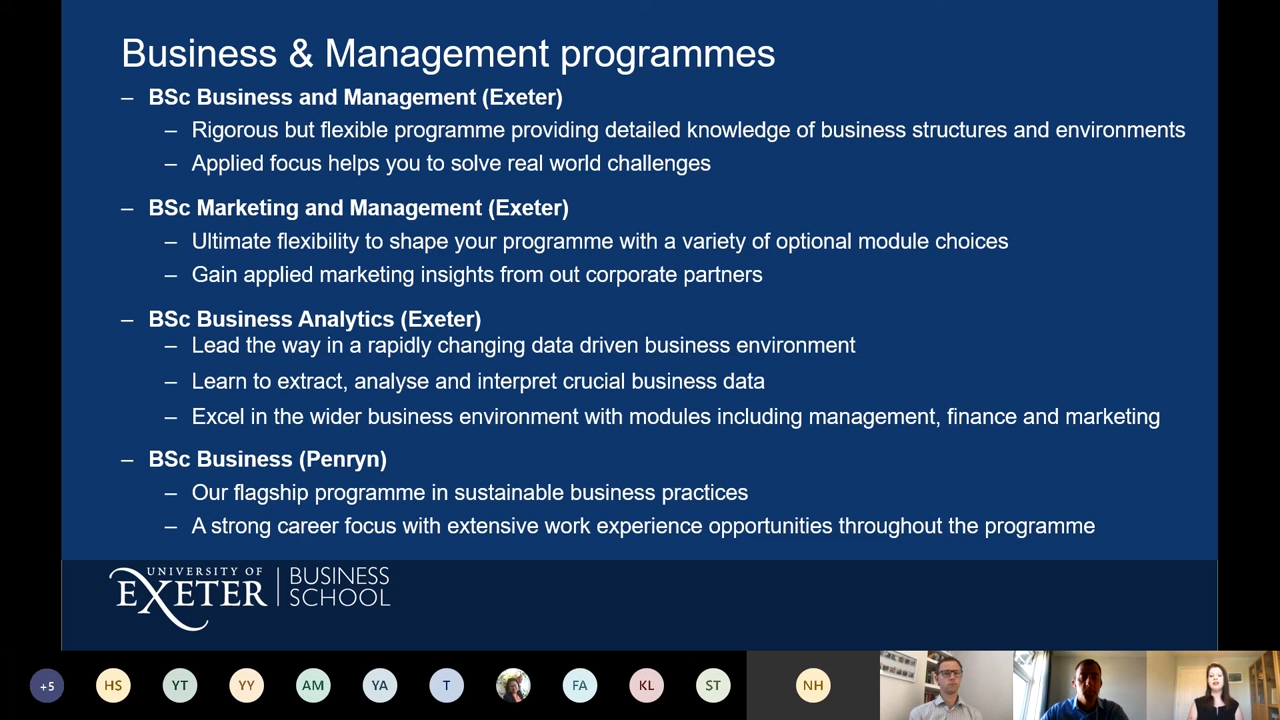 Business & Management programmes
– BSc Business and Management (Exeter)
– Rigorous but flexible programme providing detailed knowledge of business structures and environments
– Applied focus helps you to solve real world challenges
– BSc Marketing and Management (Exeter)
– Ultimate flexibility to shape your programme with a variety of optional module choices
– Gain applied marketing insights from out corporate partners
– BSc Business Analytics (Exeter)
– Lead the way in a rapidly changing data driven business environment
– Learn to extract, analyse and interpret crucial business data
– Excel in the wider business environment with modules including management, finance and marketing
– BSc Business (Penryn)
– Our flagship programme in sustainable business practices
– A strong career focus with extensive work experience opportunities throughout the programme
UNIVERSITY OF
EXETER
BUSINESS
SCHOOL
+5 HS YT YY AM YA T FA KL ST NH